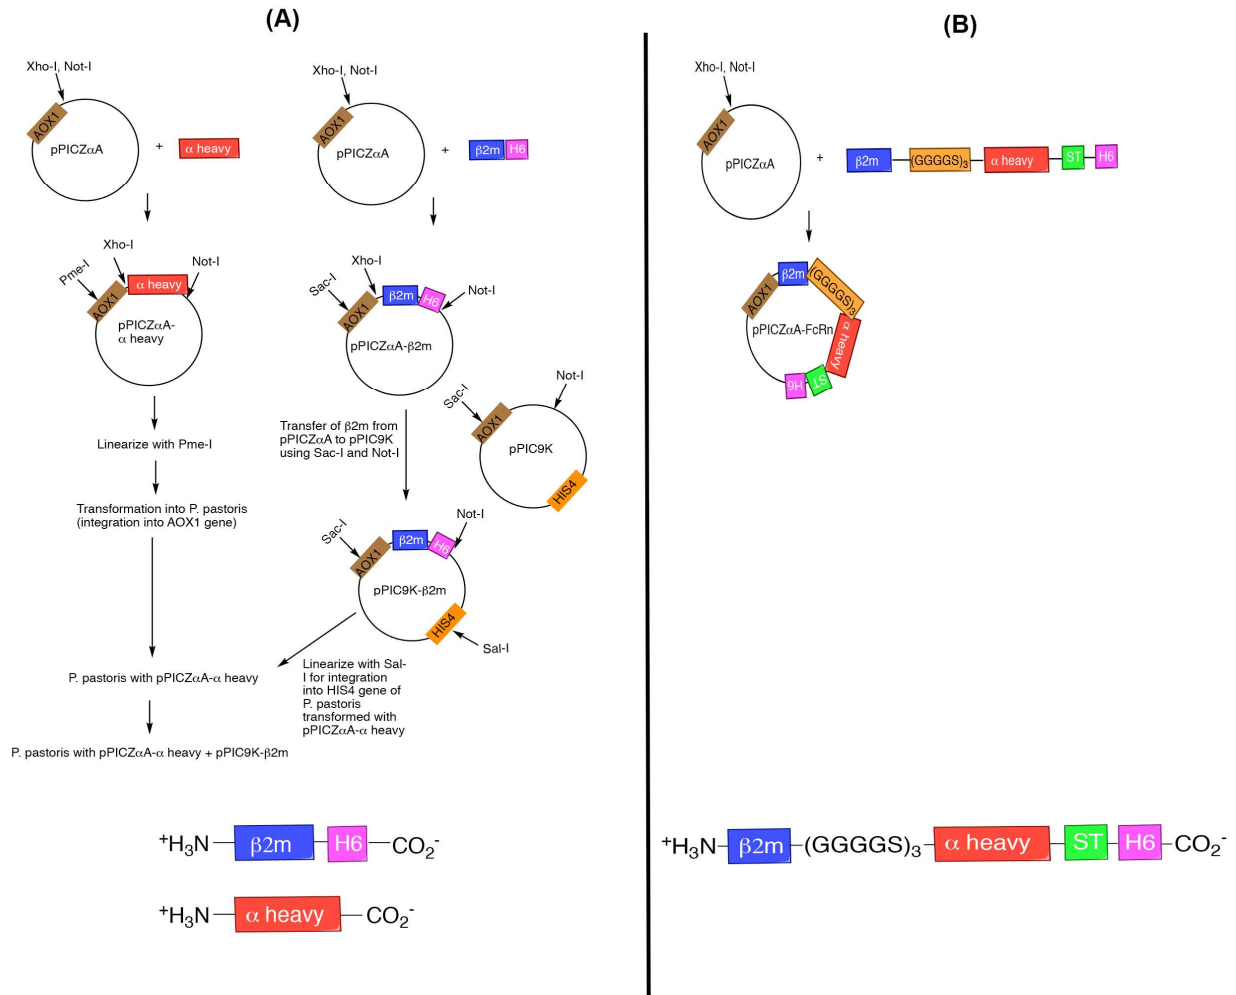 (A)
Xho-I, Not-I
AOX1
pPICZαA
+
α heavy
Xho-I, Not-I
AOX1
pPICZαA
+
β2m H6
Xho-I
Pme-I
Not-I
α heavy
AOX1
pPICZαA-
α heavy
Xho-I
Sac-I
Not-I
β2m H6
AOX1
pPICZαA-β2m
Linearize with Pme-I
Transformation into P. pastoris
(integration into AOX1 gene)
Transfer of β2m from
pPICZαA to pPIC9K
using Sac-I and Not-I
Not-I
Sac-I
AOX1
pPIC9K
HIS4
Not-I
Sac-I
β2m H6
AOX1
pPIC9K-β2m
HIS4
Sal-I
P. pastoris with pPICZαA-α heavy
Linearize with Sal-
I for integration
into HIS4 gene of
P. pastoris
transformed with
pPICZαA-α heavy
P. pastoris with pPICZαA-α heavy + pPIC9K-β2m
⁺H₃N β2m H6 CO₂⁻
⁺H₃N α heavy CO₂⁻
(B)
Xho-I, Not-I
AOX1
pPICZαA
+
β2m (GGGGS)₃ α heavy ST H6
β2m (GGGGS)₃
AOX1
pPICZαA-FcRn
α heavy
H6 ST
⁺H₃N β2m (GGGGS)₃ α heavy ST H6 CO₂⁻